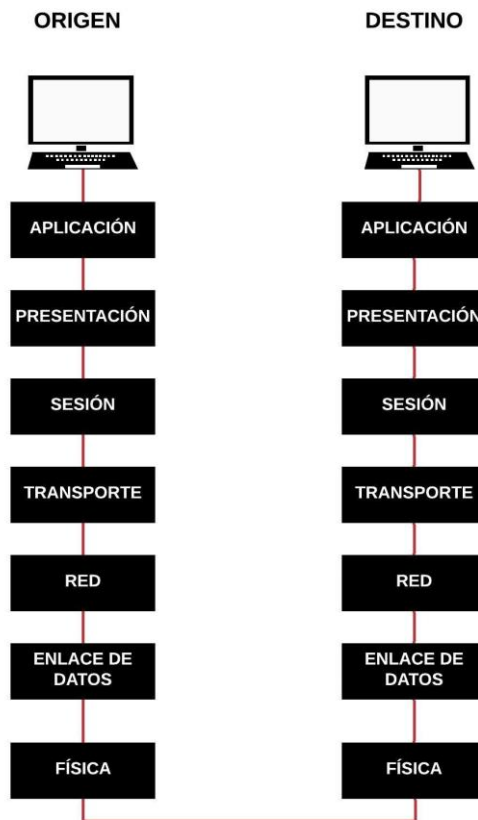 ORIGEN
DESTINO
APLICACIÓN
APLICACIÓN
PRESENTACIÓN
PRESENTACIÓN
SESIÓN
SESIÓN
TRANSPORTE
TRANSPORTE
RED
RED
ENLACE DE
DATOS
ENLACE DE
DATOS
FÍSICA
FÍSICA